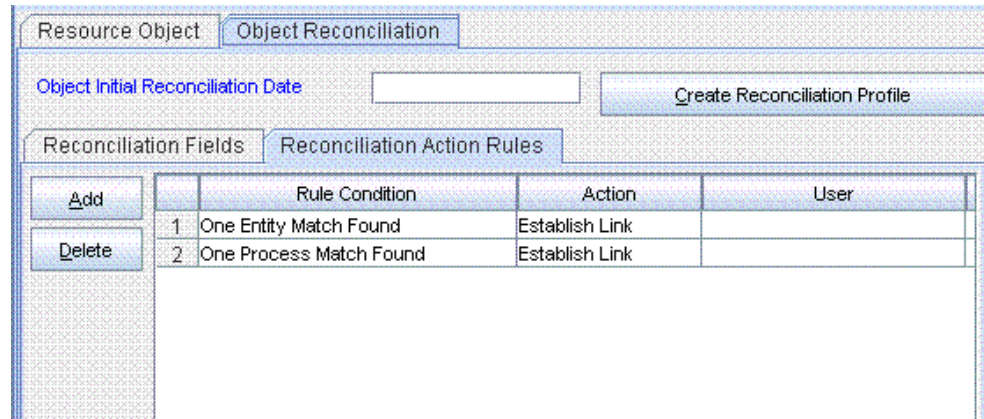 Resource Object Object Reconciliation
Object Initial Reconciliation Date Create Reconciliation Profile
Reconciliation Fields Reconciliation Action Rules
Add Rule Condition Action User
1 One Entity Match Found Establish Link
Delete 2 One Process Match Found Establish Link